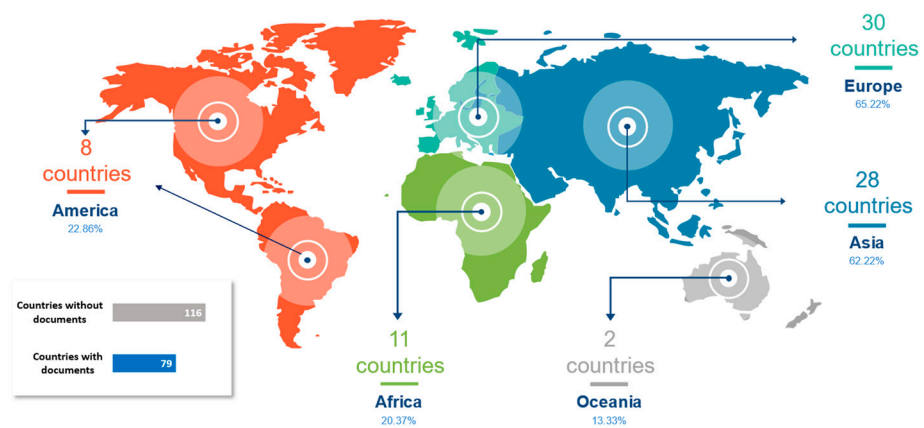 30
countries
Europe
65.22%
8
countries
America
22.86%
28
countries
Asia
62.22%
Countries without
documents
116
Countries with
documents
79
11
countries
Africa
20.37%
2
countries
Oceania
13.33%